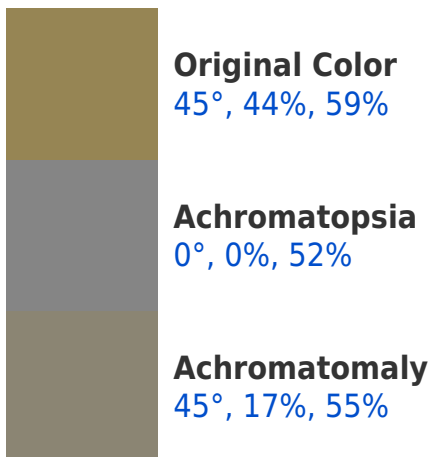 Original Color
45°, 44%, 59%
Achromatopsia
0°, 0%, 52%
Achromatomaly
45°, 17%, 55%